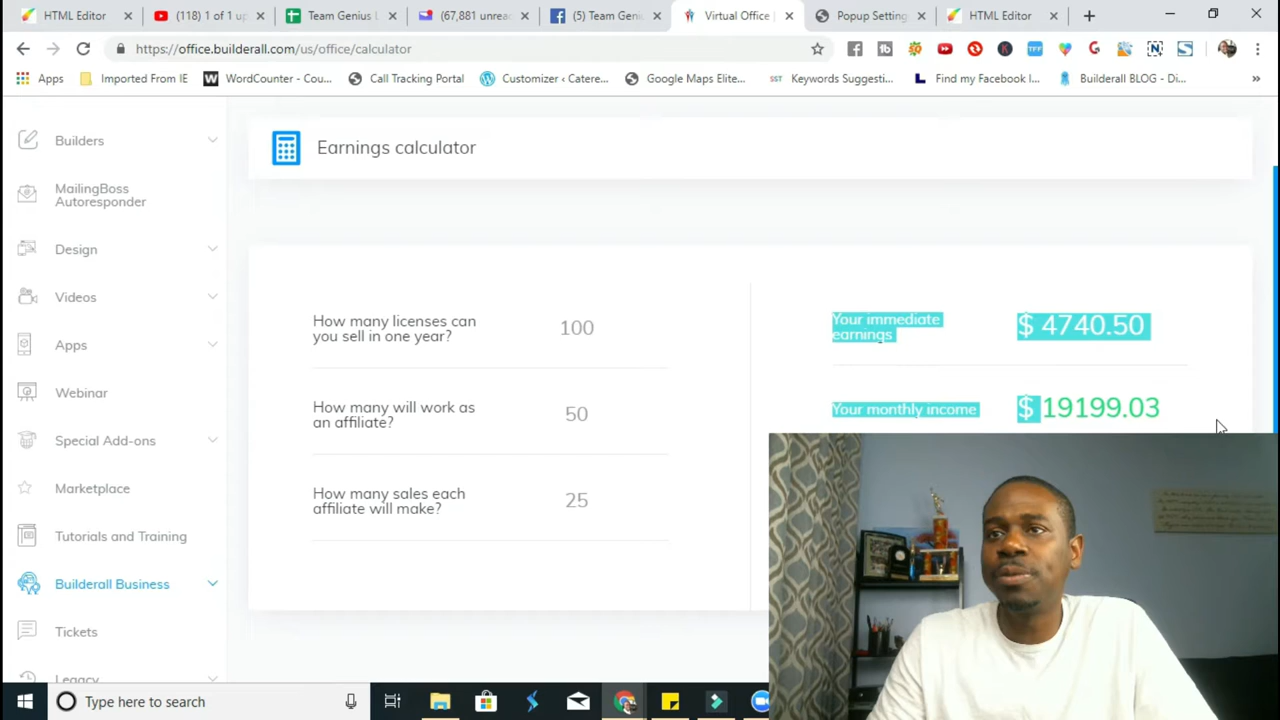 HTML Editor
(118) 1 of 1 up
Team Genius
(67,881 unrea
(5) Team Geni
Virtual Office
Popup Setting
HTML Editor
https://office.builderall.com/us/office/calculator
Apps
Imported From IE
WordCounter - Cou...
Call Tracking Portal
Customizer ‹ Catere...
Google Maps Elite...
SST
Keywords Suggesti...
Find my Facebook I...
Builderall BLOG - Di...
Builders
MailingBoss
Autoresponder
Design
Videos
Apps
Webinar
Special Add-ons
Marketplace
Tutorials and Training
Builderall Business
Tickets
Legacy
Earnings calculator
How many licenses can
you sell in one year?
100
How many will work as
an affiliate?
50
How many sales each
affiliate will make?
25
Your immediate
earnings
$ 4740.50
Your monthly income
$ 19199.03
Type here to search